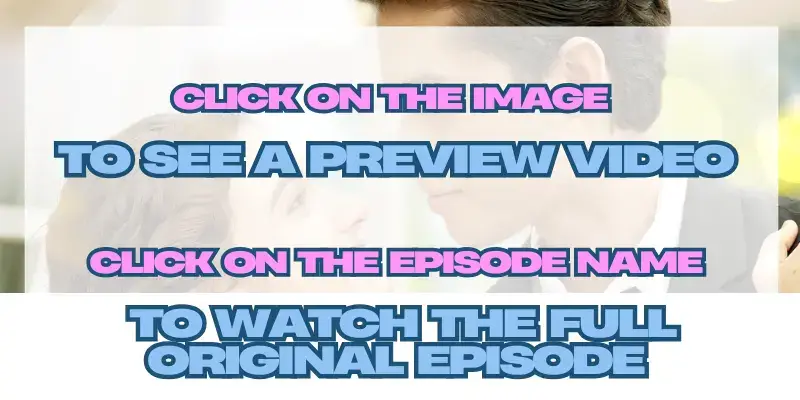 CLICK ON THE IMAGE
TO SEE A PREVIEW VIDEO
CLICK ON THE EPISODE NAME
TO WATCH THE FULL
ORIGINAL EPISODE